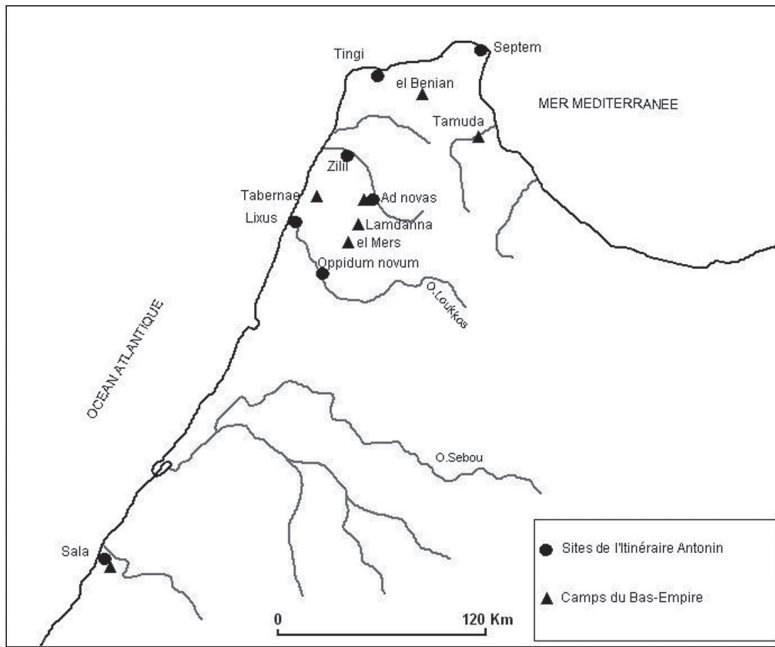 Septem
Tingi
el Benian
MER MEDITERRANEE
Tamuda
Zilil
Tabernae
Ad novas
Lixus
Lamdanna
el Mers
Oppidum novum
O.Loukkos
OCEAN ATLANTIQUE
O.Sebou
Sala
Sites de l'Itinéraire Antonin
Camps du Bas-Empire
0 120 Km